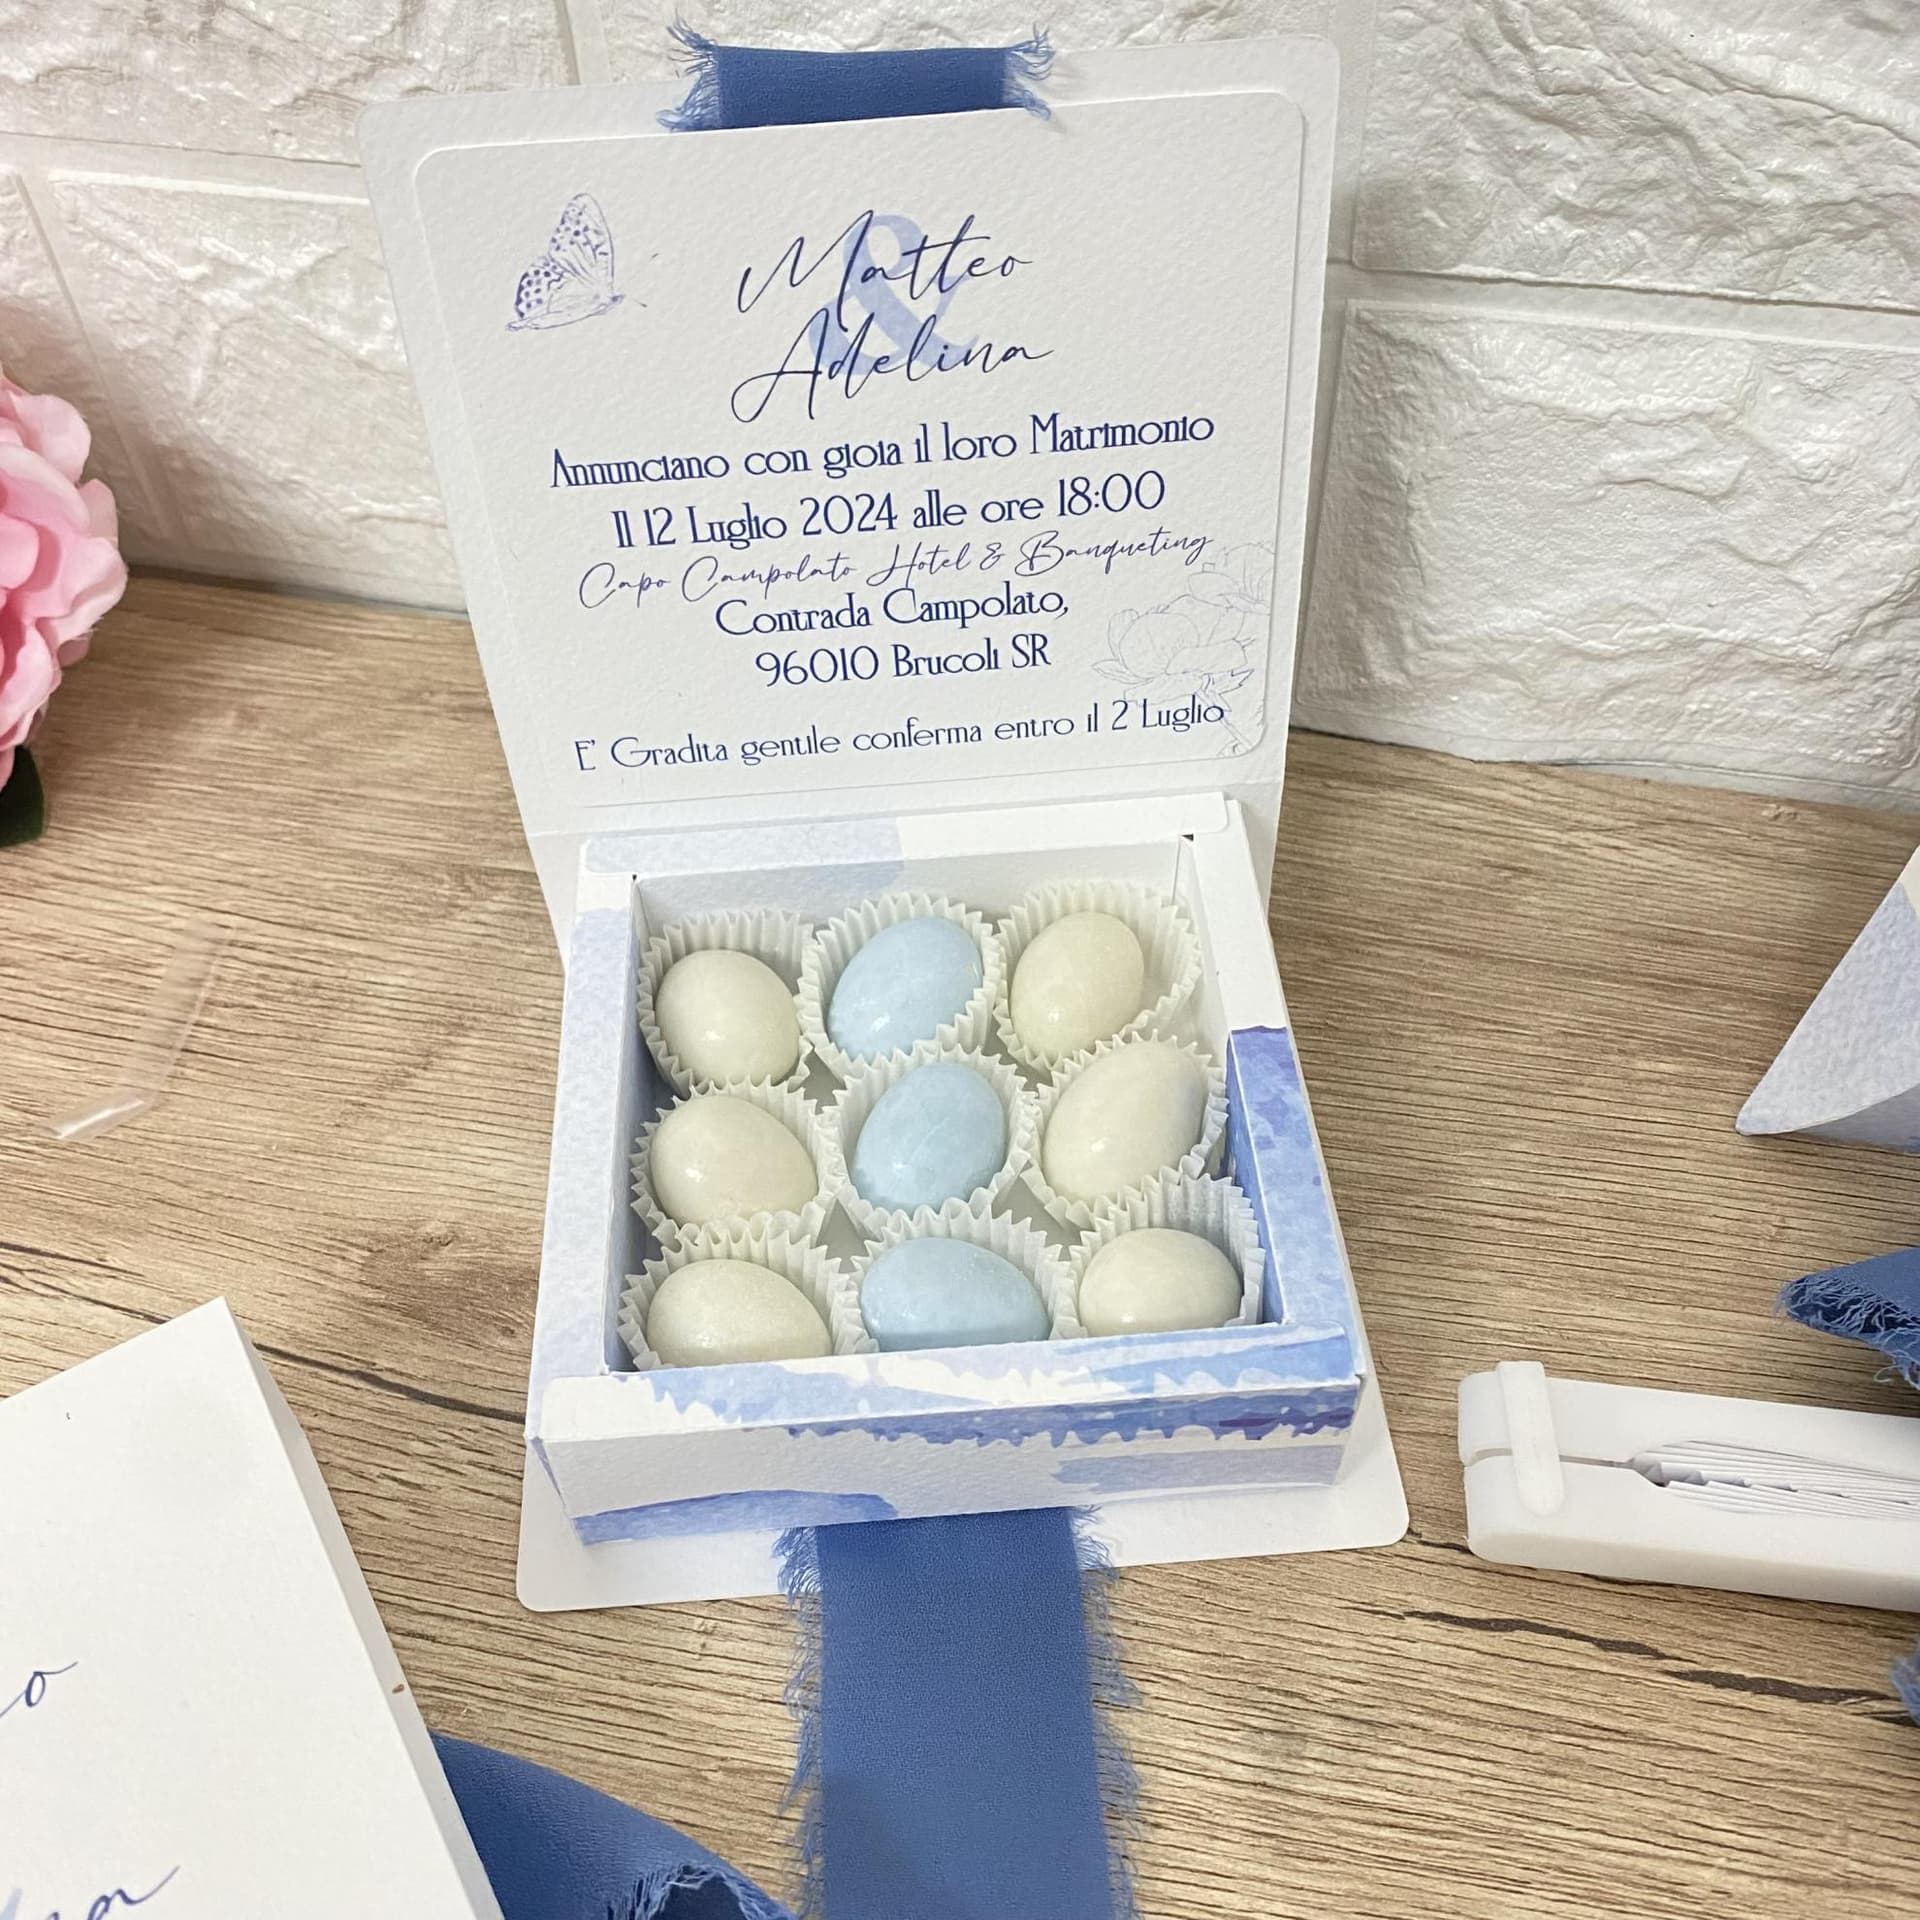 Matteo
&
Adelina
Annunciano con gioia il loro Matrimonio
Il 12 Luglio 2024 alle ore 18:00
Capo Campolato Hotel & Banqueting
Contrada Campolato,
96010 Brucoli SR
E' Gradita gentile conferma entro il 2 Luglio